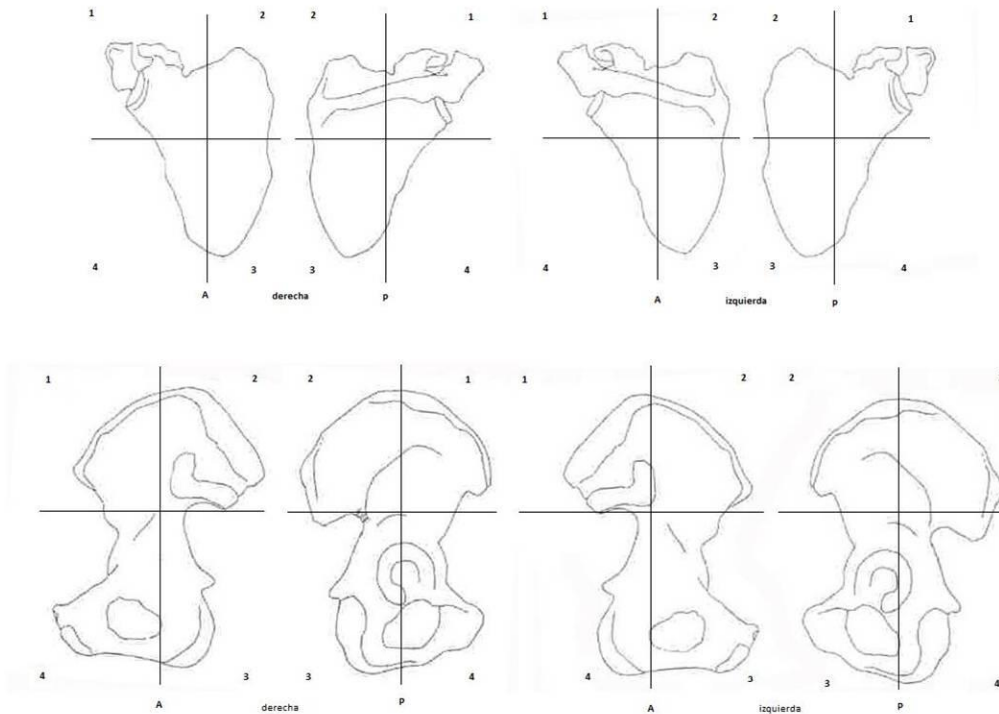 1 2 2 1 1 2 2 1
4 3 3 4 4 3 3 4
A derecha p A izquierda p
1 2 2 1 1 2 2
4 3 3 4 4 3 3 4
A derecha P A izquierda P